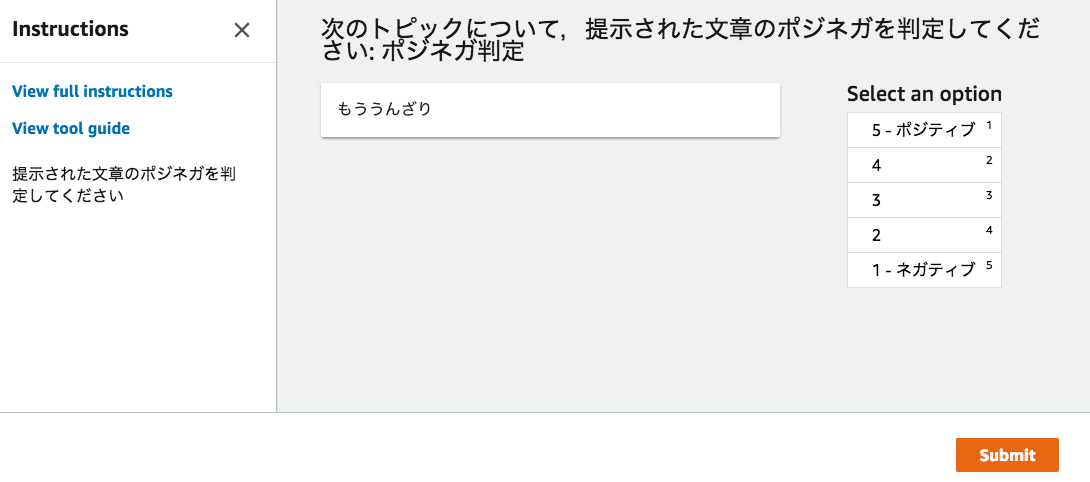 Instructions
View full instructions
View tool guide
提示された文章のポジネガを判
定してください
次のトピックについて，提示された文章のポジネガを判定してくだ
さい: ポジネガ判定
もううんざり
Select an option
5 - ポジティブ 1
4 2
3 3
2 4
1 - ネガティブ 5
Submit